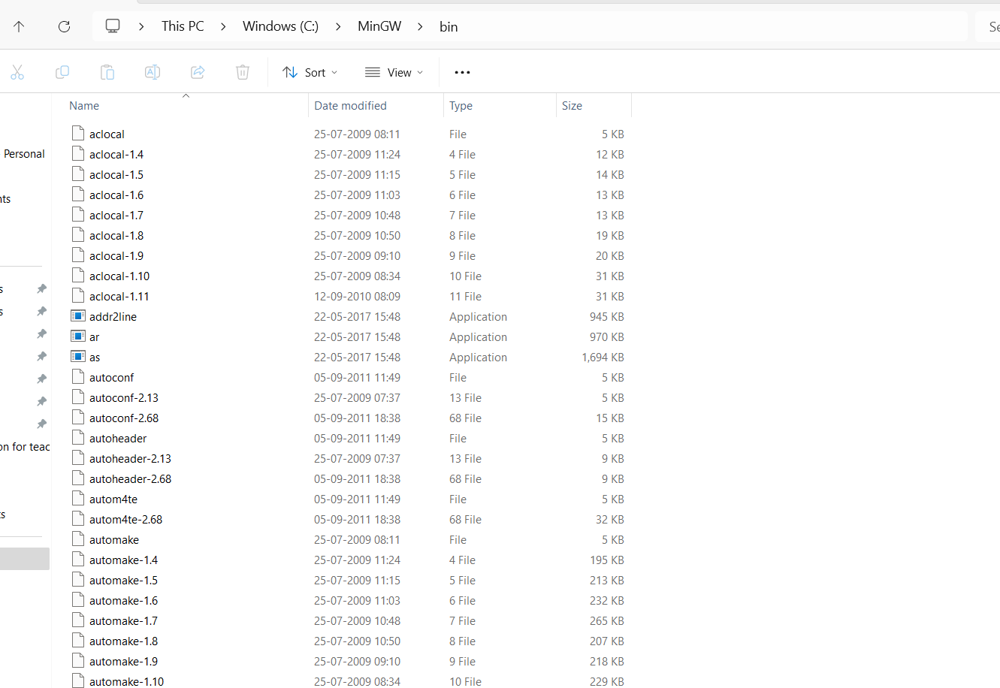 This PC > Windows (C:) > MinGW > bin
Sort View
Name Date modified Type Size
aclocal 25-07-2009 08:11 File 5 KB
aclocal-1.4 25-07-2009 11:24 4 File 12 KB
Personal
aclocal-1.5 25-07-2009 11:15 5 File 14 KB
aclocal-1.6 25-07-2009 11:03 6 File 13 KB
aclocal-1.7 25-07-2009 10:48 7 File 13 KB
aclocal-1.8 25-07-2009 10:50 8 File 19 KB
aclocal-1.9 25-07-2009 09:10 9 File 20 KB
aclocal-1.10 25-07-2009 08:34 10 File 31 KB
aclocal-1.11 12-09-2010 08:09 11 File 31 KB
addr2line 22-05-2017 15:48 Application 945 KB
ar 22-05-2017 15:48 Application 970 KB
as 22-05-2017 15:48 Application 1,694 KB
autoconf 05-09-2011 11:49 File 5 KB
autoconf-2.13 25-07-2009 07:37 13 File 5 KB
autoconf-2.68 05-09-2011 18:38 68 File 15 KB
autoheader 05-09-2011 11:49 File 5 KB
on for teac
autoheader-2.13 25-07-2009 07:37 13 File 9 KB
autoheader-2.68 05-09-2011 18:38 68 File 9 KB
autom4te 05-09-2011 11:49 File 5 KB
autom4te-2.68 05-09-2011 18:38 68 File 32 KB
automake 25-07-2009 08:11 File 5 KB
automake-1.4 25-07-2009 11:24 4 File 195 KB
automake-1.5 25-07-2009 11:15 5 File 213 KB
automake-1.6 25-07-2009 11:03 6 File 232 KB
automake-1.7 25-07-2009 10:48 7 File 265 KB
automake-1.8 25-07-2009 10:50 8 File 207 KB
automake-1.9 25-07-2009 09:10 9 File 218 KB
automake-1.10 25-07-2009 08:34 10 File 229 KB